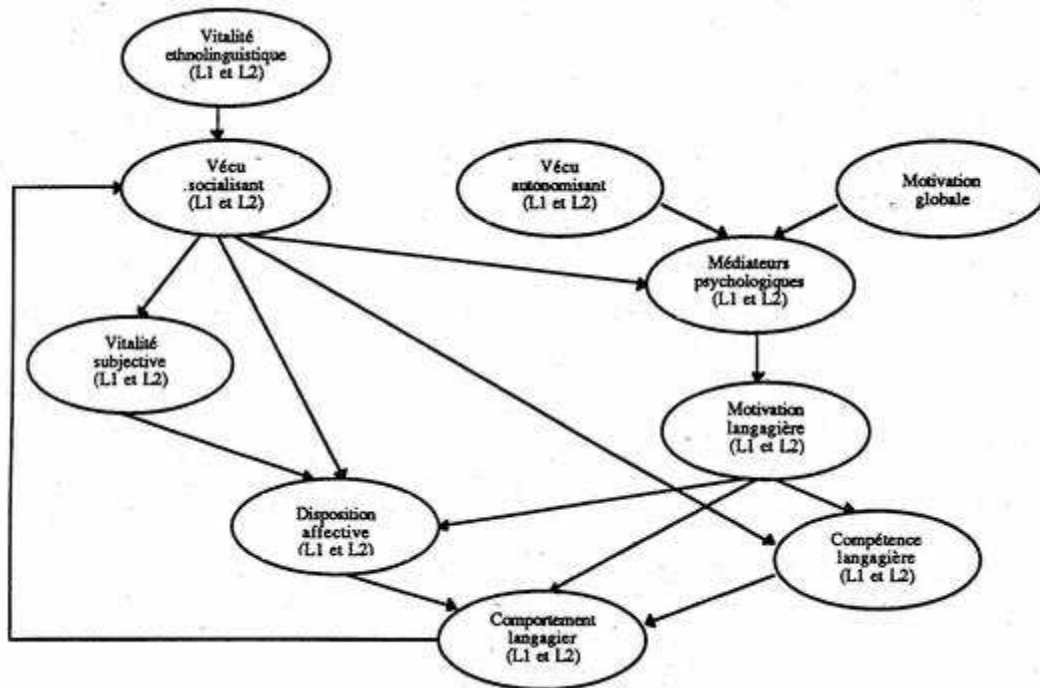 Vitalité
ethnolinguistique
(L1 et L2)
Vécu
.socialisant
(L1 et L2)
Vécu
autonomisant
(L1 et L2)
Motivation
globale
Médiateurs
psychologiques
(L1 et L2)
Vitalité
subjective
(L1 et L2)
Motivation
langagière
(L1 et L2)
Disposition
affective
(L1 et L2)
Compétence
langagière
(L1 et L2)
Comportement
langagier
(L1 et L2)